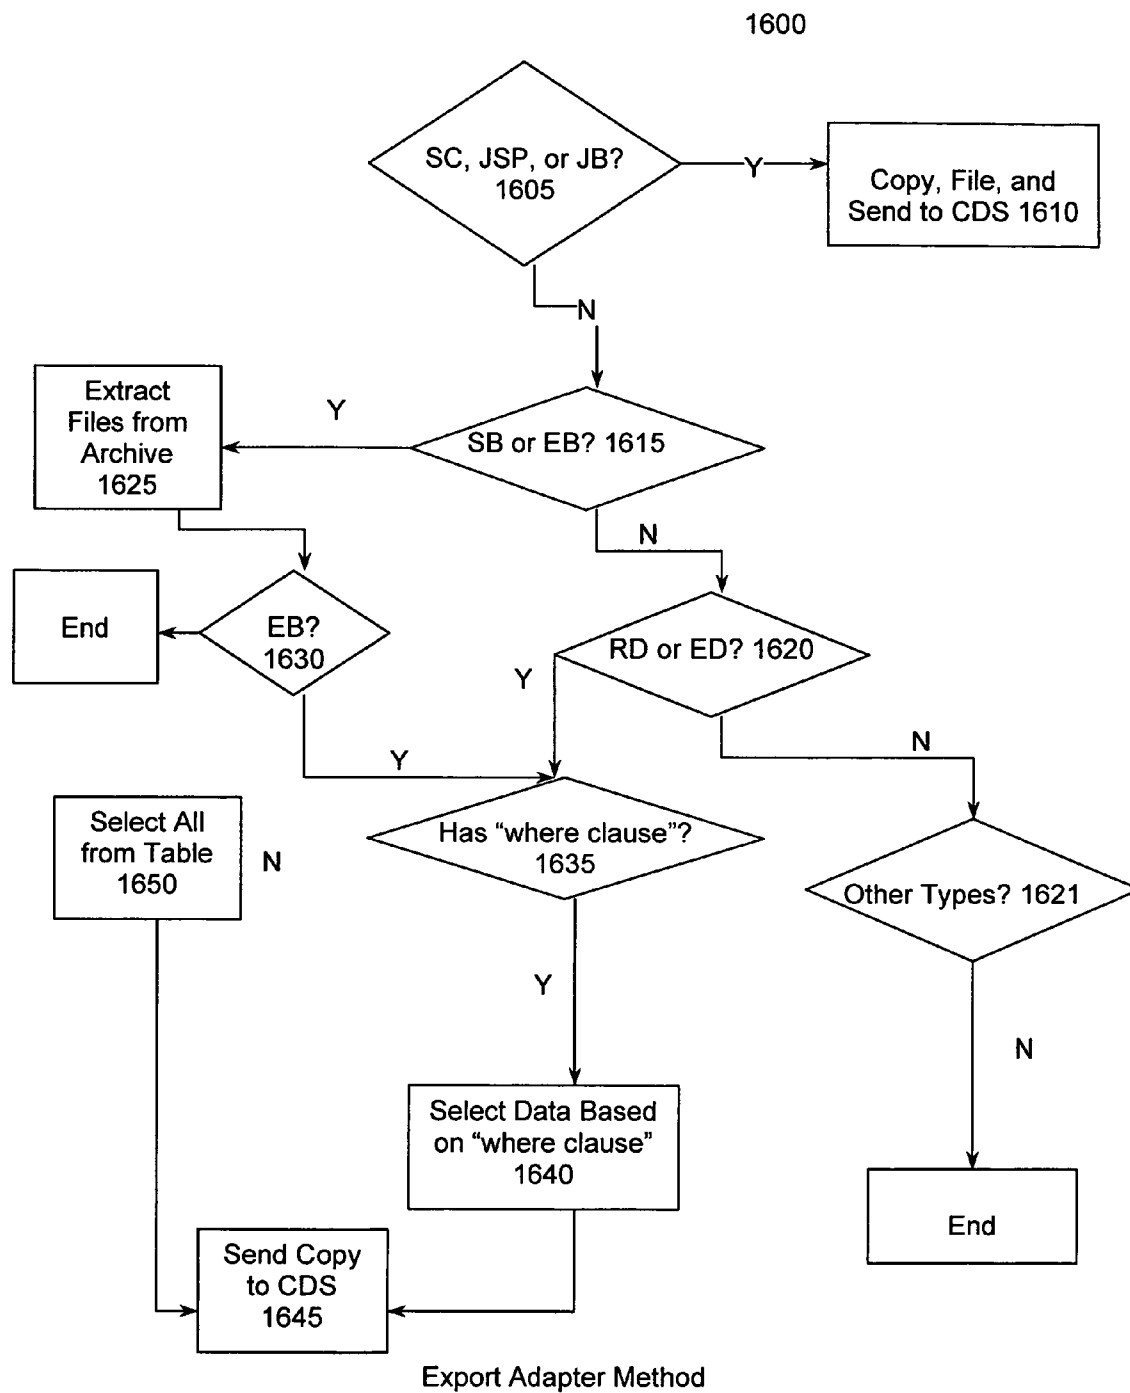 1600
SC, JSP, or JB?
1605
Y
Copy, File, and
Send to CDS 1610
N
Extract
Files from
Archive
1625
Y
SB or EB? 1615
N
End
EB?
1630
RD or ED? 1620
Y
N
Y
Select All
from Table
1650
N
Has “where clause”?
1635
Other Types? 1621
Y
N
Select Data Based
on “where clause”
1640
End
Send Copy
to CDS
1645
Export Adapter Method